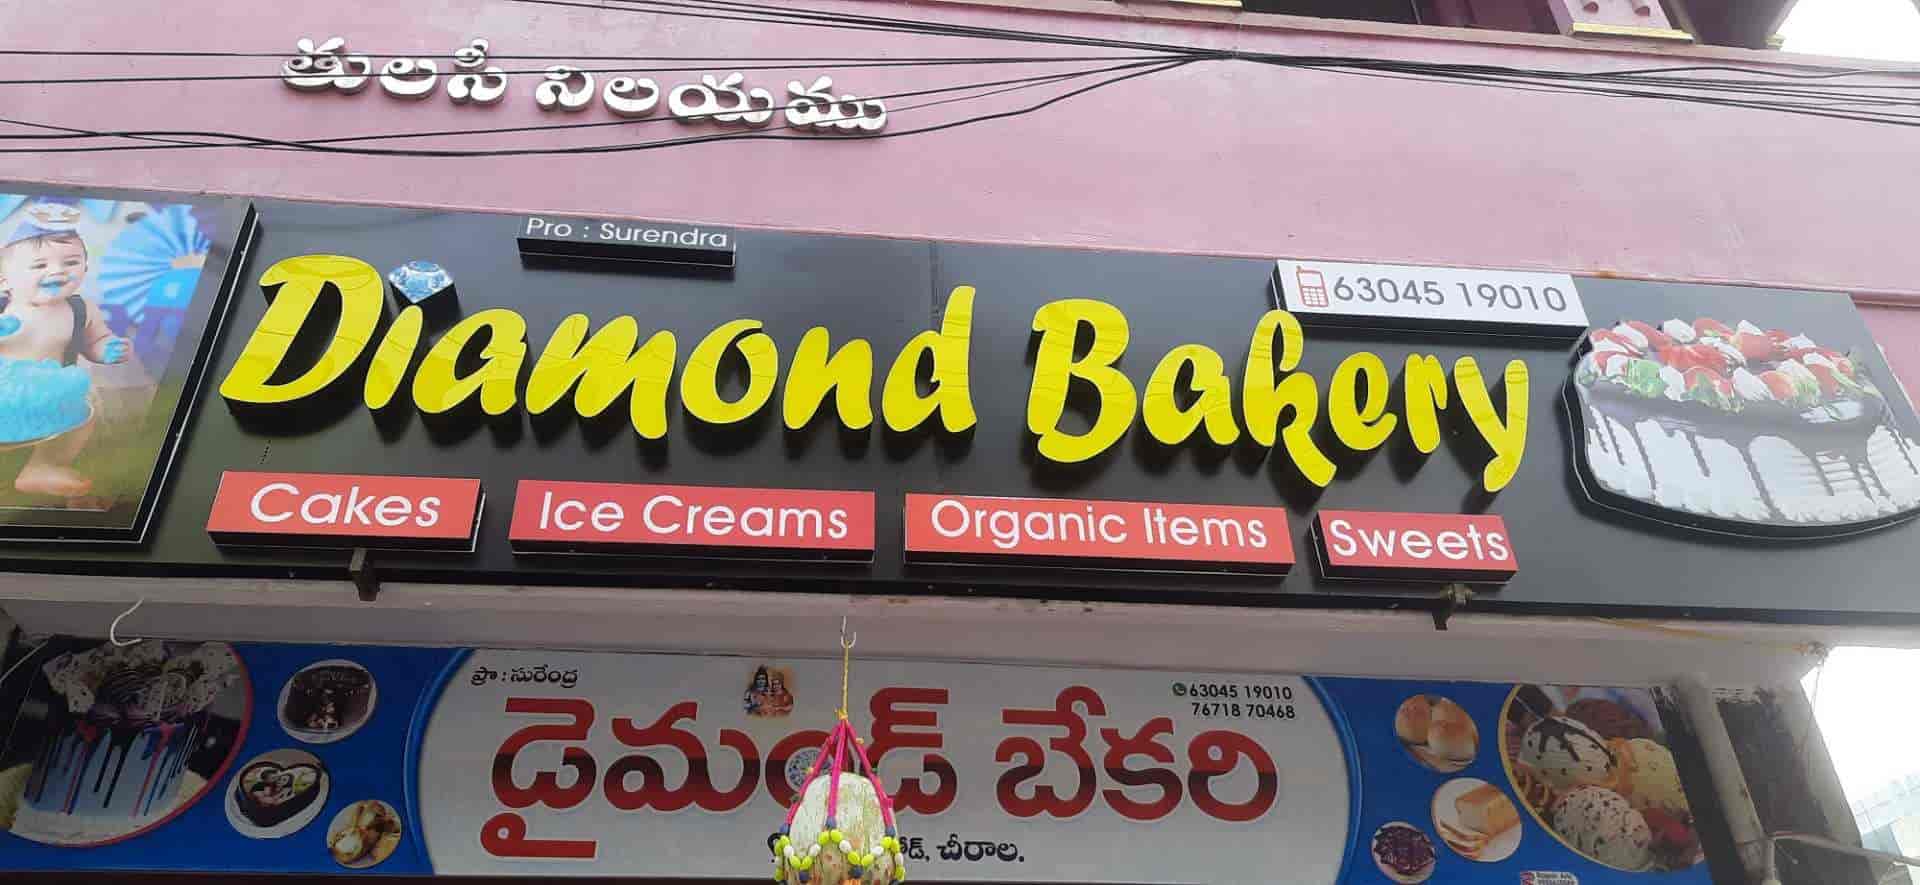 తులసీ నిలయము
Pro : Surendra
63045 19010
Diamond Bakery
Cakes Ice Creams Organic Items Sweets
ప్రొ : సురేంద్ర
63045 19010
76718 70468
డైమండ్ బేకరి
చీరాల.